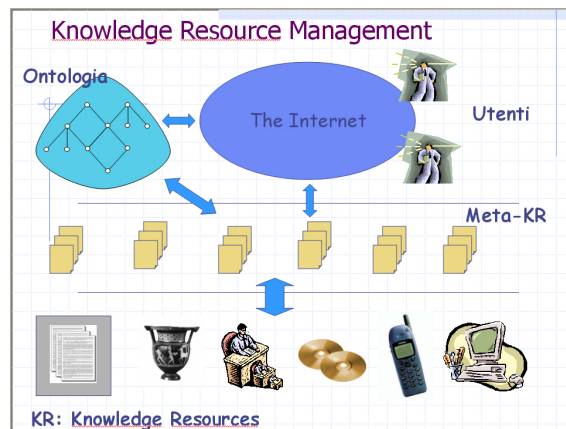 Knowledge Resource Management
Ontologia
The Internet
Utenti
Meta-KR
KR: Knowledge Resources